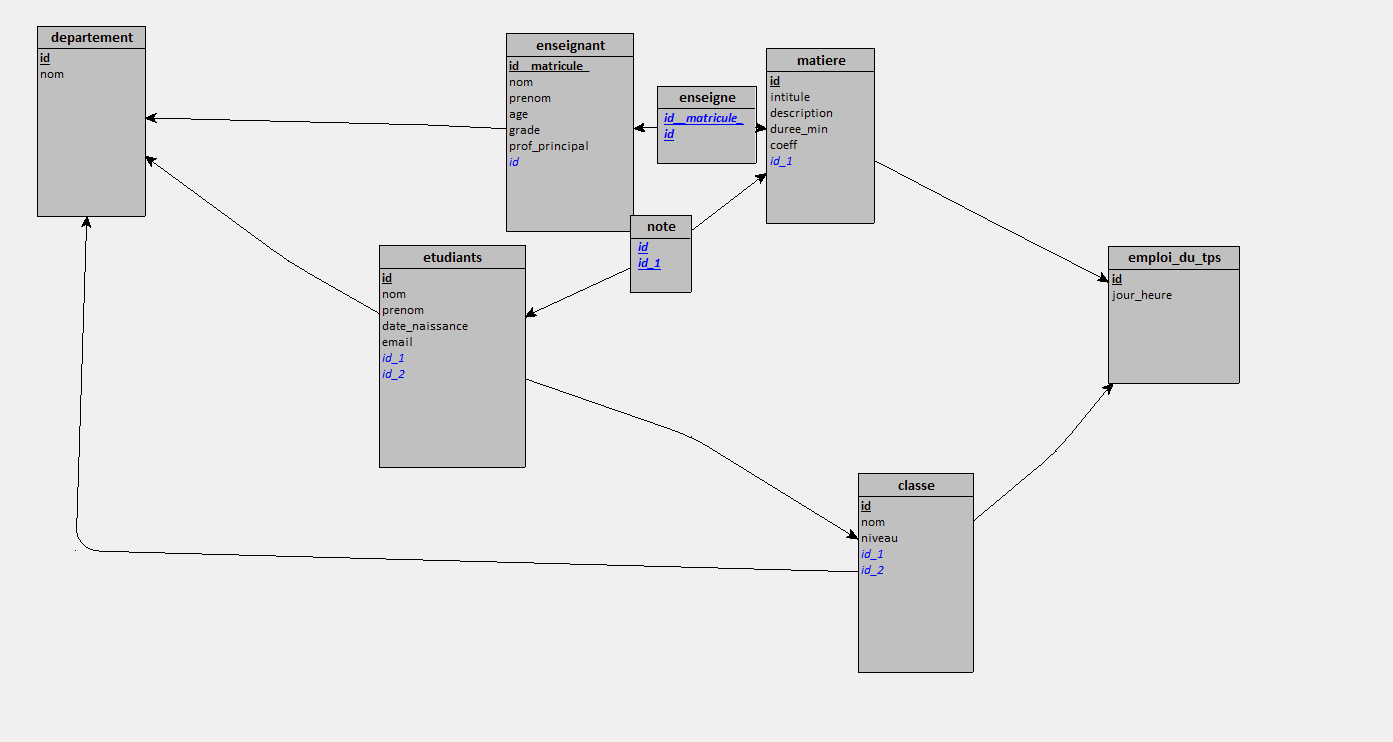 departement
id
nom
enseignant
id__matricule_
nom
prenom
age
grade
prof_principal
id
enseigne
id__matricule_
id
matiere
id
intitule
description
duree_min
coeff
id_1
note
id
id_1
etudiants
id
nom
prenom
date_naissance
email
id_1
id_2
emploi_du_tps
id
jour_heure
classe
id
nom
niveau
id_1
id_2